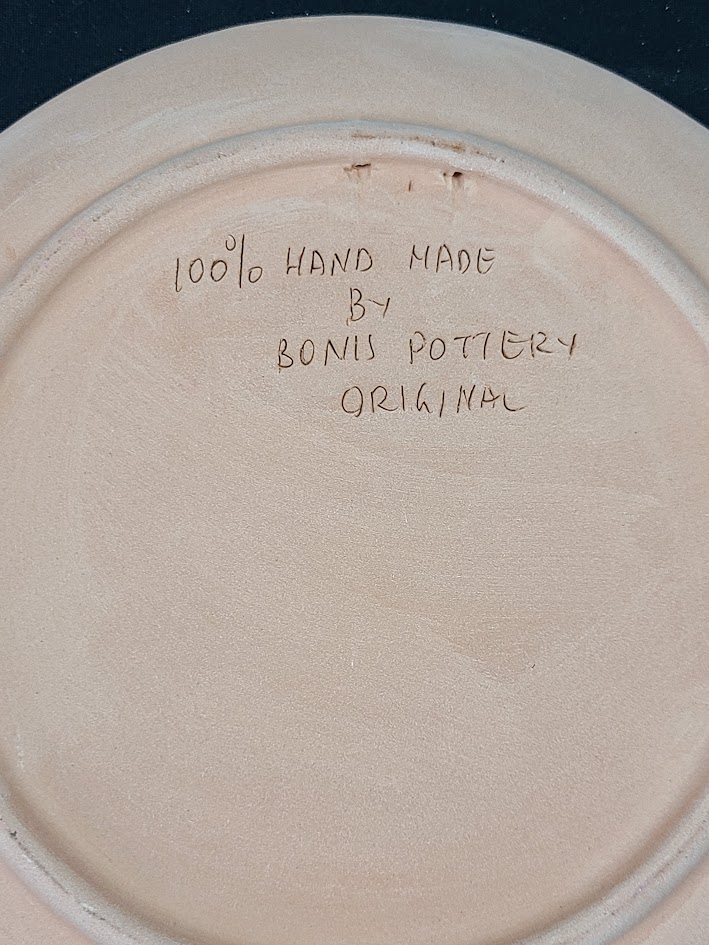 100% HAND MADE
BY
BONIS POTTERY
ORIGINAL